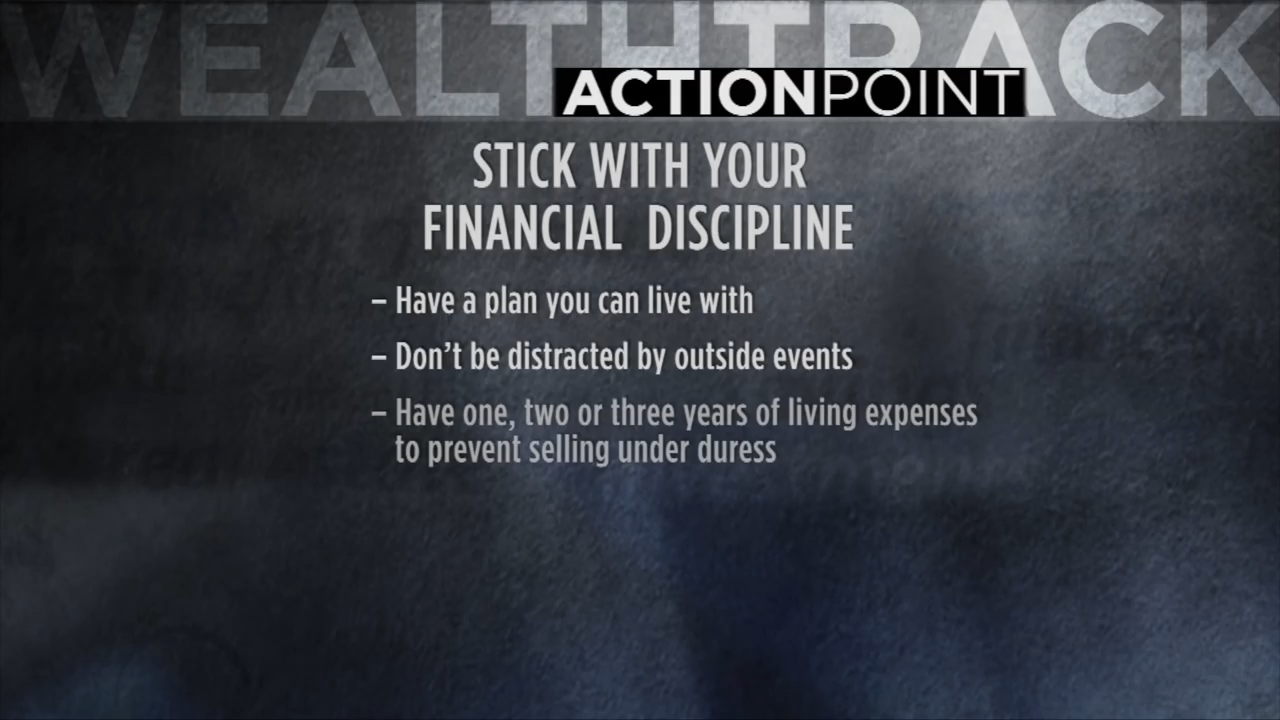 WEALTHTRACK
ACTIONPOINT
STICK WITH YOUR
FINANCIAL DISCIPLINE
– Have a plan you can live with
– Don’t be distracted by outside events
– Have one, two or three years of living expenses
to prevent selling under duress